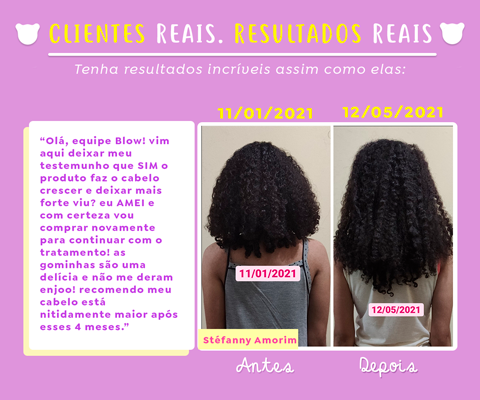 CLIENTES REAIS. RESULTADOS REAIS
Tenha resultados incríveis assim como elas:
11/01/2021 12/05/2021
“Olá, equipe Blow! vim
aqui deixar meu
testemunho que SIM o
produto faz o cabelo
crescer e deixar mais
forte viu? eu AMEI e
com certeza vou
comprar novamente
para continuar com o
tratamento! as
gominhas são uma
delícia e não me deram
enjoo! recomendo meu
cabelo está
nitidamente maior após
esses 4 meses.”
11/01/2021
12/05/2021
Stéfanny Amorim
Antes Depois